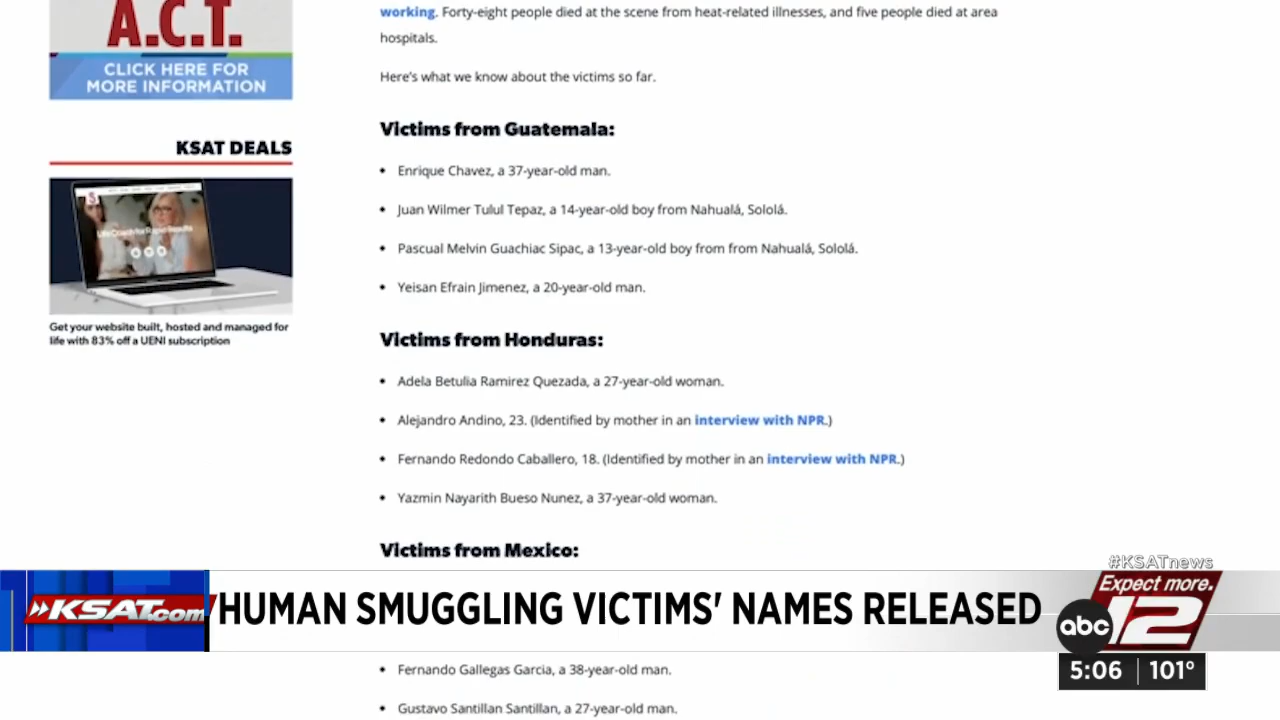 A.C.T.
CLICK HERE FOR
MORE INFORMATION
KSAT DEALS
Get your website built, hosted and managed for
life with 83% off a UENI subscription
working. Forty-eight people died at the scene from heat-related illnesses, and five people died at area
hospitals.
Here's what we know about the victims so far.
Victims from Guatemala:
• Enrique Chavez, a 37-year-old man.
• Juan Wilmer Tulul Tepaz, a 14-year-old boy from Nahualá, Sololá.
• Pascual Melvin Guachiac Sipac, a 13-year-old boy from from Nahualá, Sololá.
• Yeisan Efrain Jimenez, a 20-year-old man.
Victims from Honduras:
• Adela Betulia Ramirez Quezada, a 27-year-old woman.
• Alejandro Andino, 23. (Identified by mother in an interview with NPR.)
• Fernando Redondo Caballero, 18. (Identified by mother in an interview with NPR.)
• Yazmin Nayarith Bueso Nunez, a 37-year-old woman.
Victims from Mexico:
#KSATnews
KSAT.com
HUMAN SMUGGLING VICTIMS' NAMES RELEASED
Expect more.
abc 12
5:06 101°
• Fernando Gallegas Garcia, a 38-year-old man.
• Gustavo Santillan Santillan, a 27-year-old man.